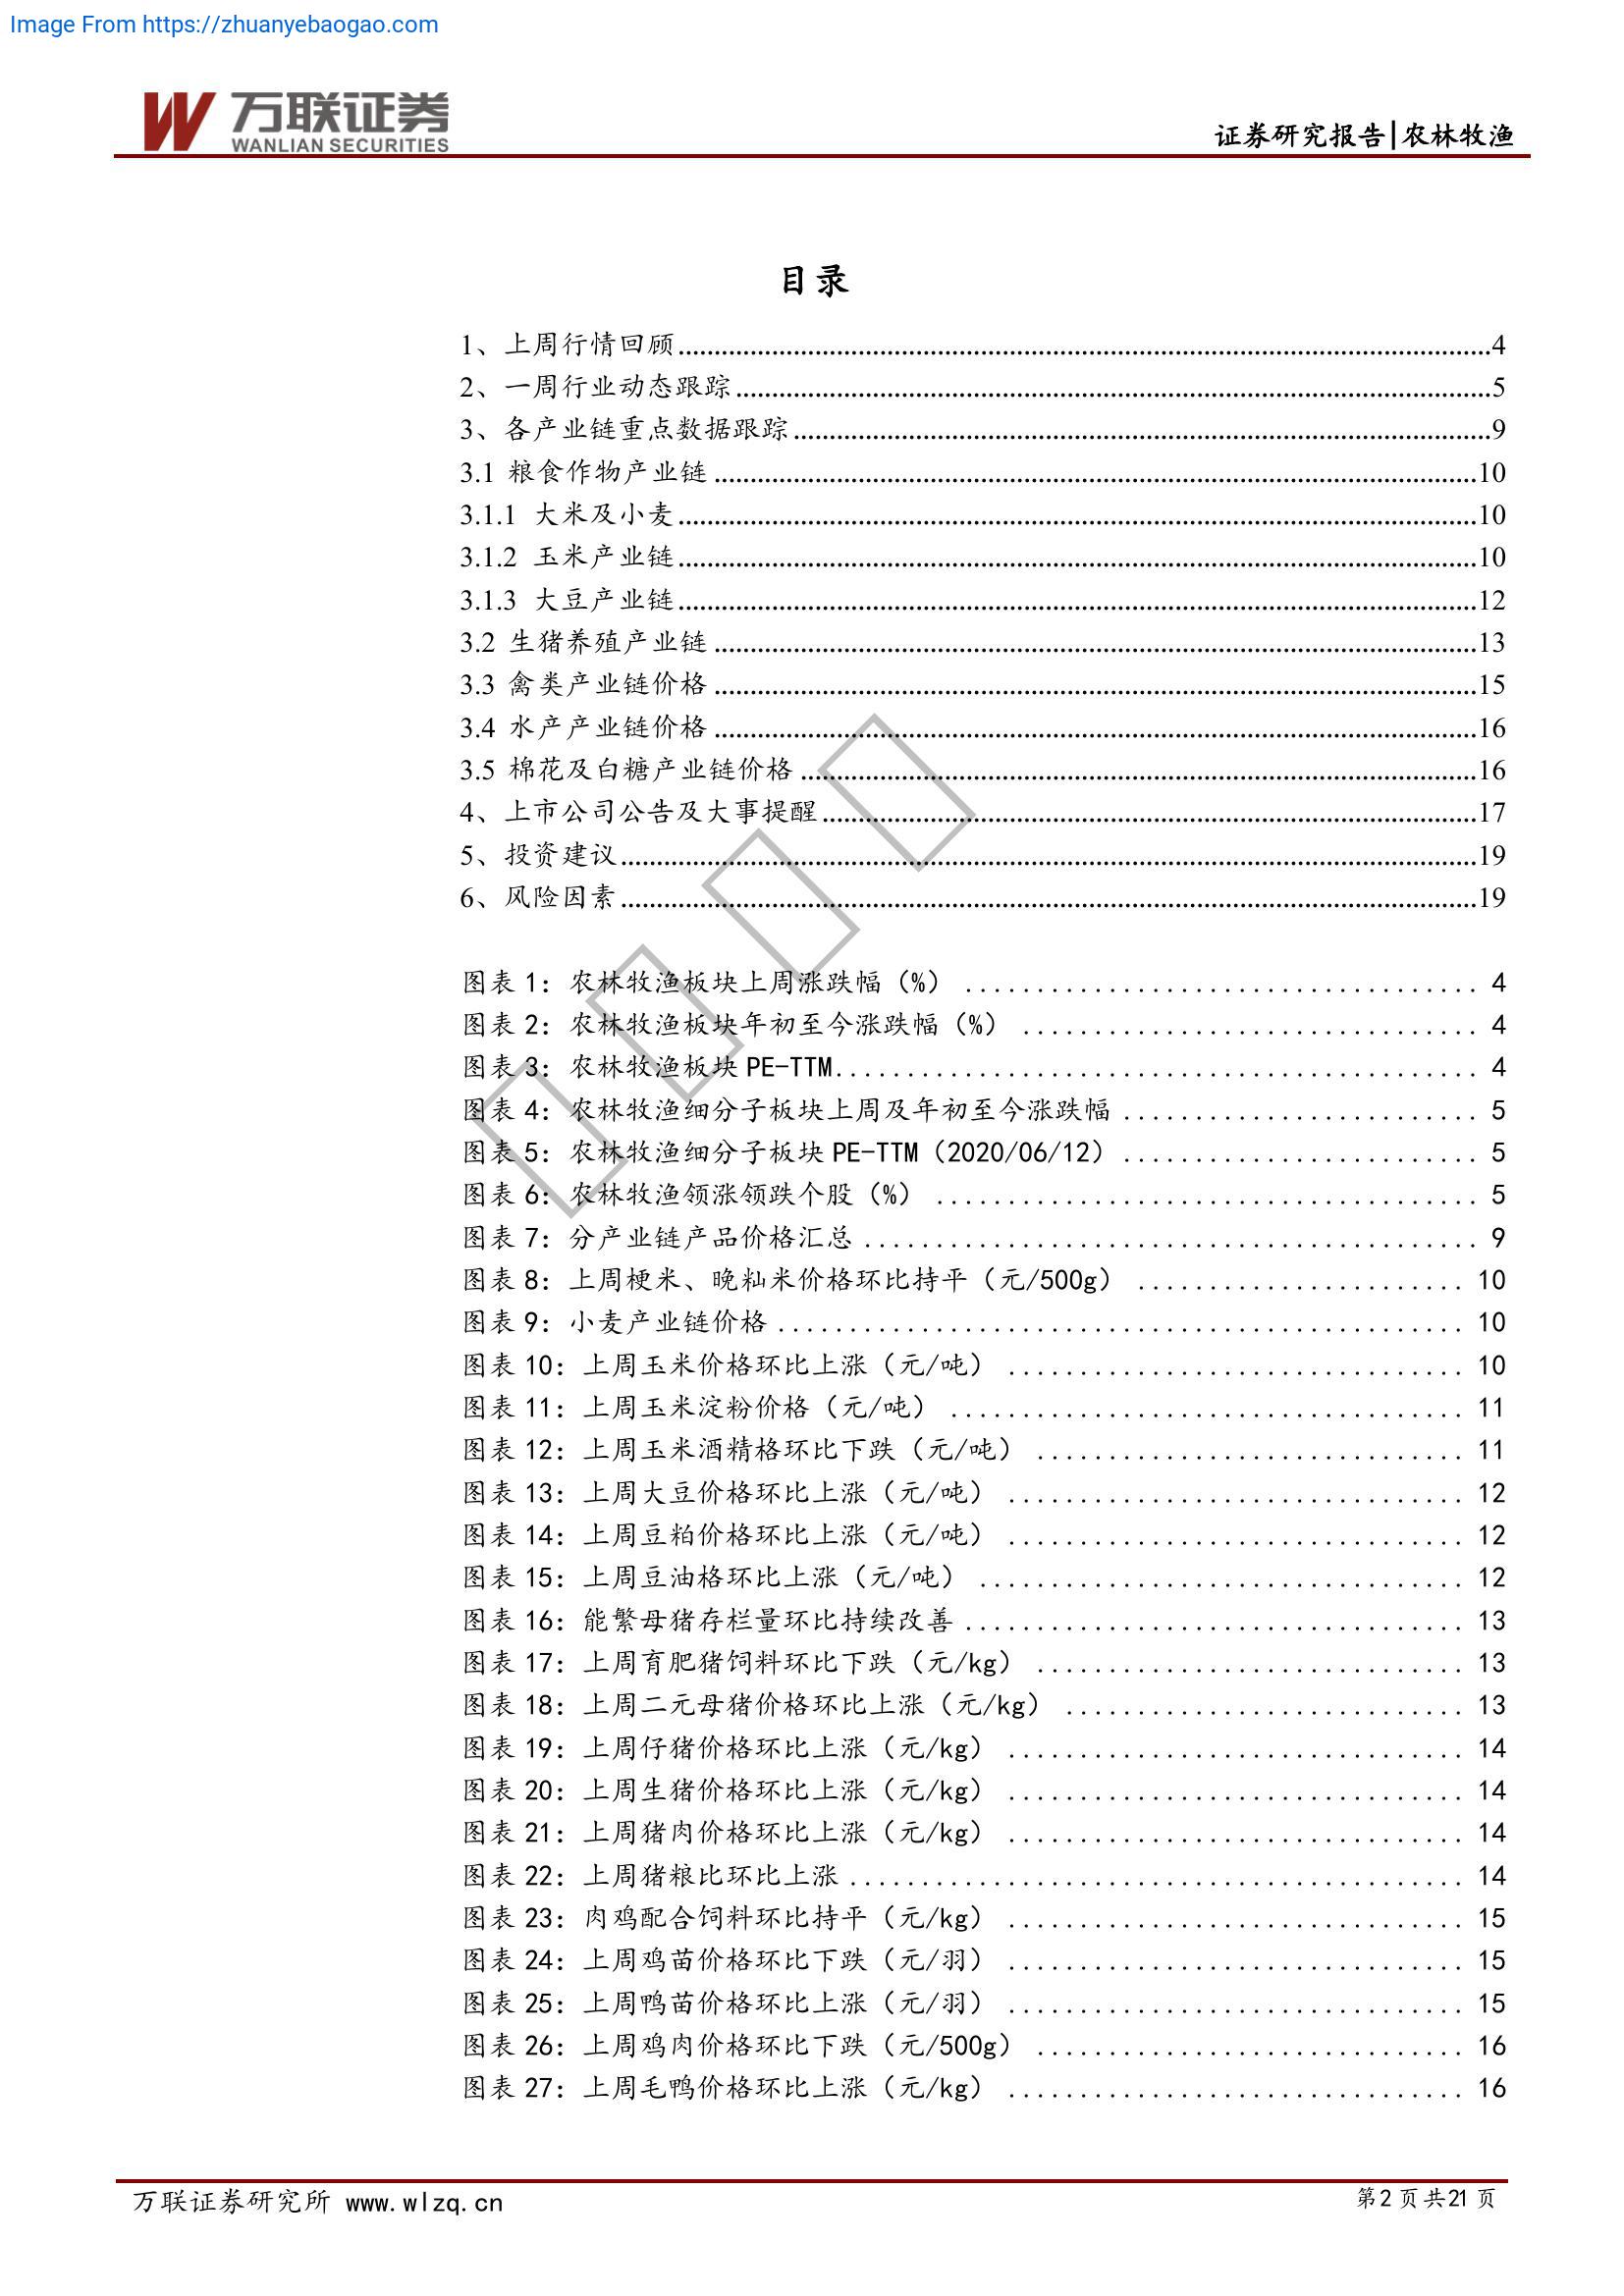 Image From https://zhuanyebaogao.com
万联证券
WANLIAN SECURITIES
证券研究报告|农林牧渔
目录
1、上周行情回顾........................................4
2、一周行业动态跟踪........................................5
3、各产业链重点数据跟踪........................................9
3.1 粮食作物产业链........................................10
3.1.1 大米及小麦........................................10
3.1.2 玉米产业链........................................10
3.1.3 大豆产业链........................................12
3.2 生猪养殖产业链........................................13
3.3 禽类产业链价格........................................15
3.4 水产产业链价格........................................16
3.5 棉花及白糖产业链价格........................................16
4、上市公司公告及大事提醒........................................17
5、投资建议........................................19
6、风险因素........................................19
图表 1：农林牧渔板块上周涨跌幅（%） ........................................ 4
图表 2：农林牧渔板块年初至今涨跌幅（%） ........................................ 4
图表 3：农林牧渔板块 PE-TTM........................................ 4
图表 4：农林牧渔细分子板块上周及年初至今涨跌幅 ........................................ 5
图表 5：农林牧渔细分子板块 PE-TTM（2020/06/12） ........................................ 5
图表 6：农林牧渔领涨领跌个股（%） ........................................ 5
图表 7：分产业链产品价格汇总 ........................................ 9
图表 8：上周梗米、晚籼米价格环比持平（元/500g） ........................................ 10
图表 9：小麦产业链价格 ........................................ 10
图表 10：上周玉米价格环比上涨（元/吨） ........................................ 10
图表 11：上周玉米淀粉价格（元/吨） ........................................ 11
图表 12：上周玉米酒精格环比下跌（元/吨） ........................................ 11
图表 13：上周大豆价格环比上涨（元/吨） ........................................ 12
图表 14：上周豆粕价格环比上涨（元/吨） ........................................ 12
图表 15：上周豆油格环比上涨（元/吨） ........................................ 12
图表 16：能繁母猪存栏量环比持续改善 ........................................ 13
图表 17：上周育肥猪饲料环比下跌（元/kg） ........................................ 13
图表 18：上周二元母猪价格环比上涨（元/kg） ........................................ 13
图表 19：上周仔猪价格环比上涨（元/kg） ........................................ 14
图表 20：上周生猪价格环比上涨（元/kg） ........................................ 14
图表 21：上周猪肉价格环比上涨（元/kg） ........................................ 14
图表 22：上周猪粮比环比上涨 ........................................ 14
图表 23：肉鸡配合饲料环比持平（元/kg） ........................................ 15
图表 24：上周鸡苗价格环比下跌（元/羽） ........................................ 15
图表 25：上周鸭苗价格环比上涨（元/羽） ........................................ 15
图表 26：上周鸡肉价格环比下跌（元/500g） ........................................ 16
图表 27：上周毛鸭价格环比上涨（元/kg） ........................................ 16
万联证券研究所 www.wlzq.cn
第2 页 共21 页